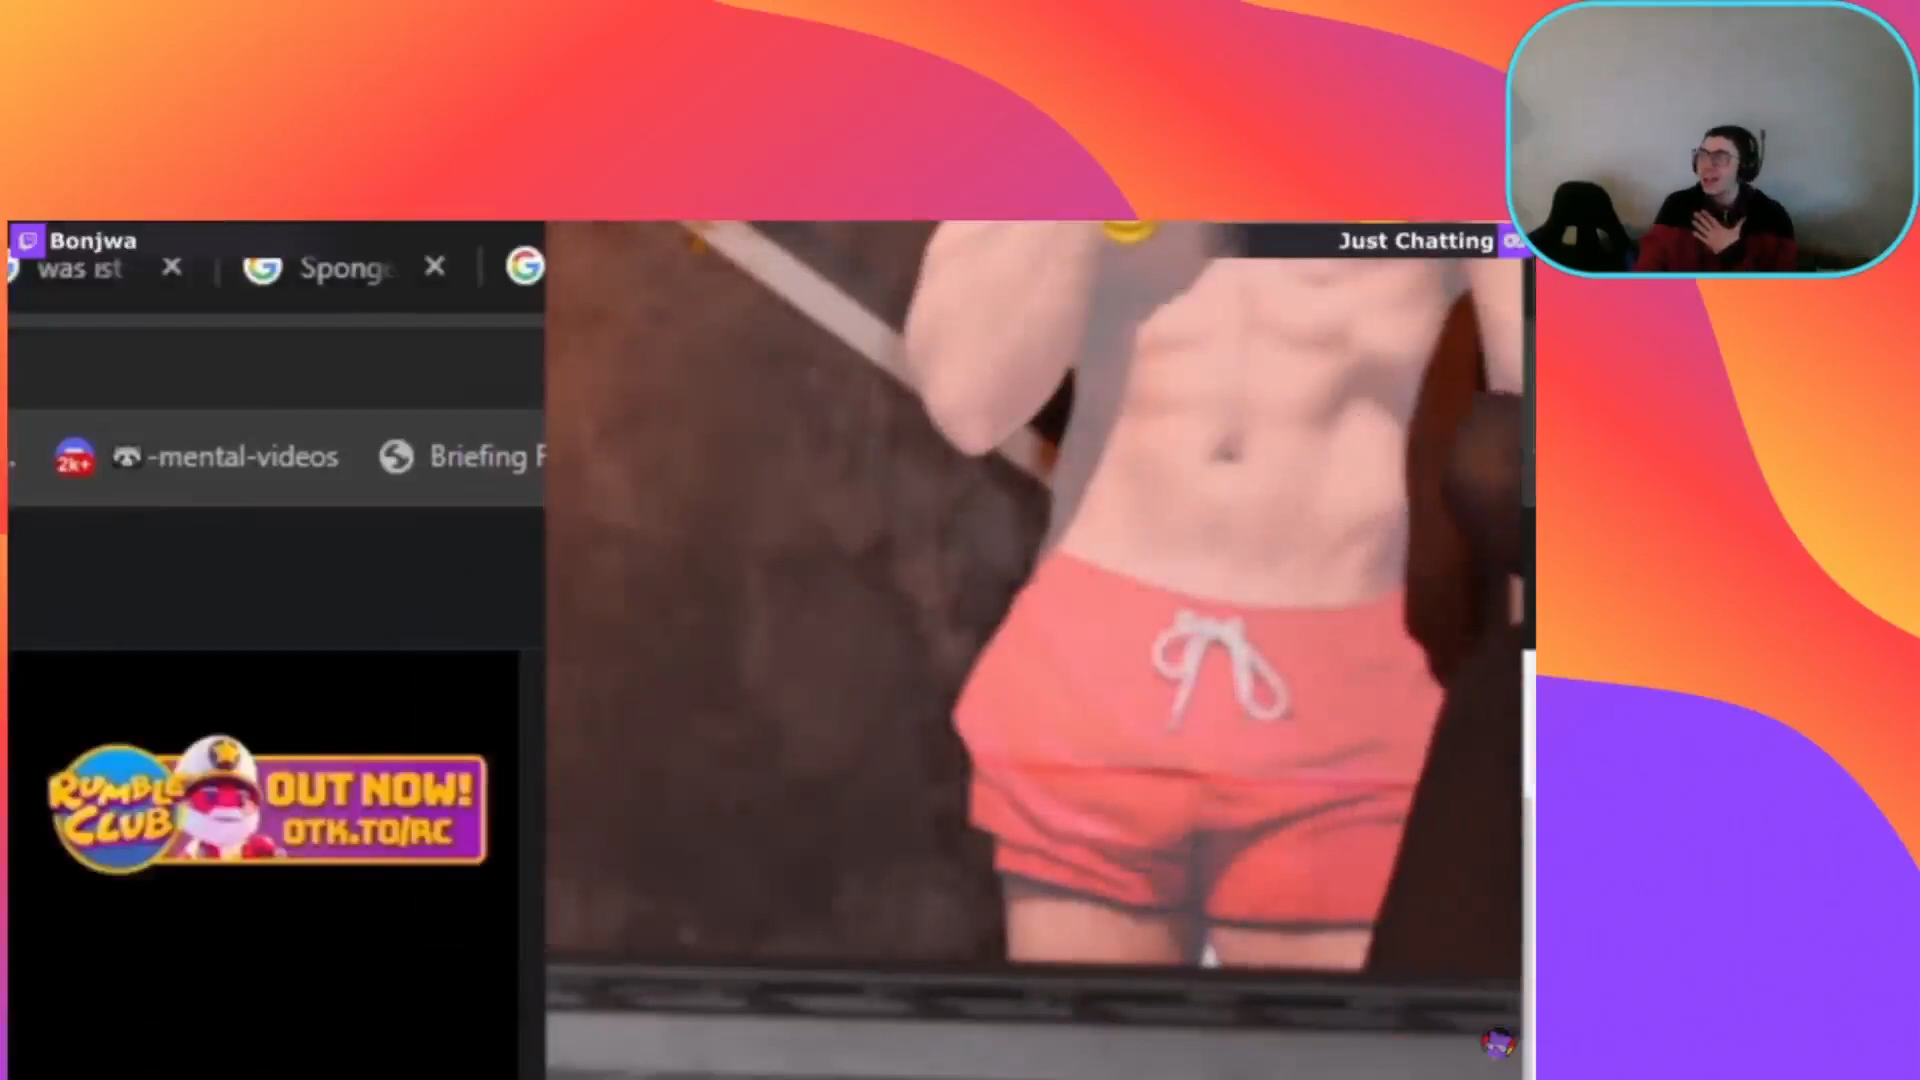 Bonjwa
Just Chatting
was ist
Spong
2k+
-mental-videos
Briefing F
RUMBLE CLUB
OUT NOW!
OTK.TO/RC